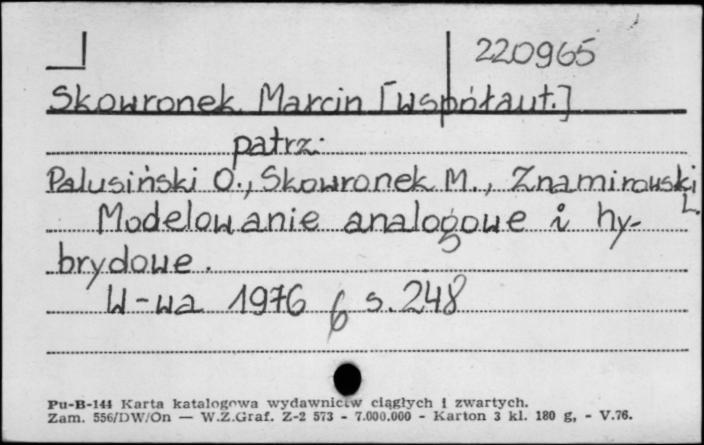 220965
Skowronek Marcin [współaut.]
patrz:
Palusiński O., Skowronek M., Znamirowski L.
Modelowanie analogowe i hy-
brydowe.
W-wa 1976 s. 248
Pu-B-144 Karta katalogowa wydawnictw ciągłych i zwartych.
Zam. 556/DW/On — W.Z.Graf. Z-2 573 - 7.000.000 - Karton 3 kl. 180 g, - V.76.